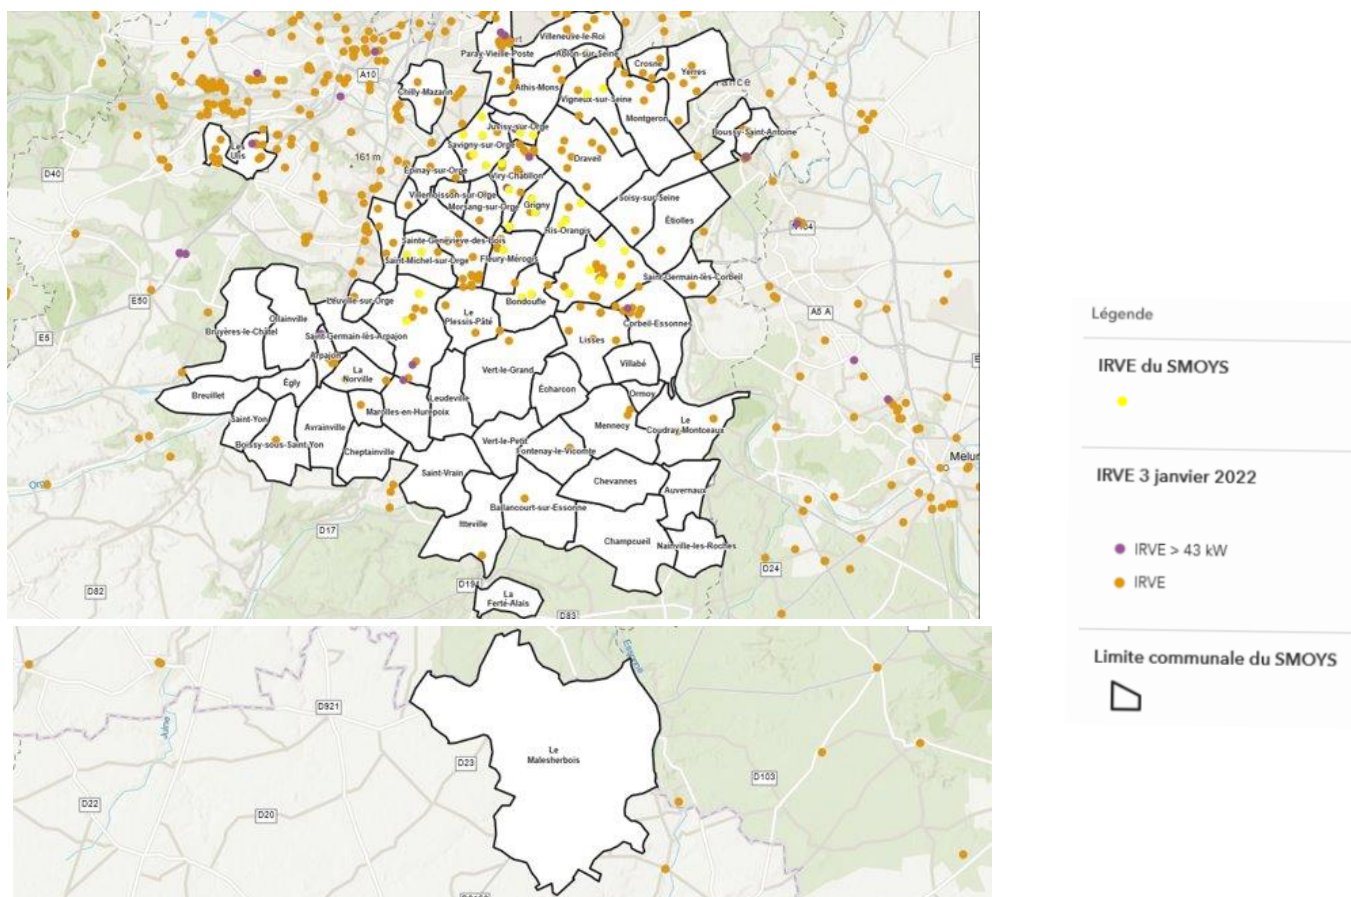 Villeneuve-le-Roi
Paray-Vieille-Poste
Ablon-sur-Seine
Crosne
Yerres
A10
Chilly-Mazarin
Athis-Mons
Vigneux-sur-Seine
Montgeron
Juvisy-sur-Orge
Boussy-Saint-Antoine
Savigny-sur-Orge
Les
Ulis
161 m
Draveil
D40
Epinay-sur-Orge
Viry-Chatillon
Villemoisson-sur-Orge
Morsang-sur-Orge
Grigny
Soisy-sur-Seine
Étiolles
Ris-Orangis
N104
Sainte-Geneviève-des-Bois
Saint-Michel-sur-Orge
Fleury-Mérogis
Saint-Germain-lès-Corbeil
E50
Leuville-sur-Orge
Bondoufle
Ollainville
Le
Plessis-Pâté
A5 A
Bruyères-le-Châtel
Saint-Germain-lès-Arpajon
Corbeil-Essonnes
E5
Lisses
Arpajon
La
Norville
Vert-le-Grand
Villabé
Égly
Écharcon
Breuillet
Leudeville
Ormoy
Marolles-en-Hurepoix
Saint-Yon
Avrainville
Mennecy
Le
Coudray-Montceaux
Boissy-sous-Saint-Yon
Vert-le-Petit
Cheptainville
Fontenay-le-Vicomte
Melun
Saint-Vrain
Chevannes
Auvernaux
Ballancourt-sur-Essonne
Itteville
D17
Champcueil
Nainville-les-Roches
D24
D82
La
Ferté-Alais
D83
Essonne
D921
Juine
Le
Malesherbois
D23
D103
D22
D20
Légende
IRVE du SMOYS
IRVE 3 janvier 2022
IRVE > 43 kW
IRVE
Limite communale du SMOYS